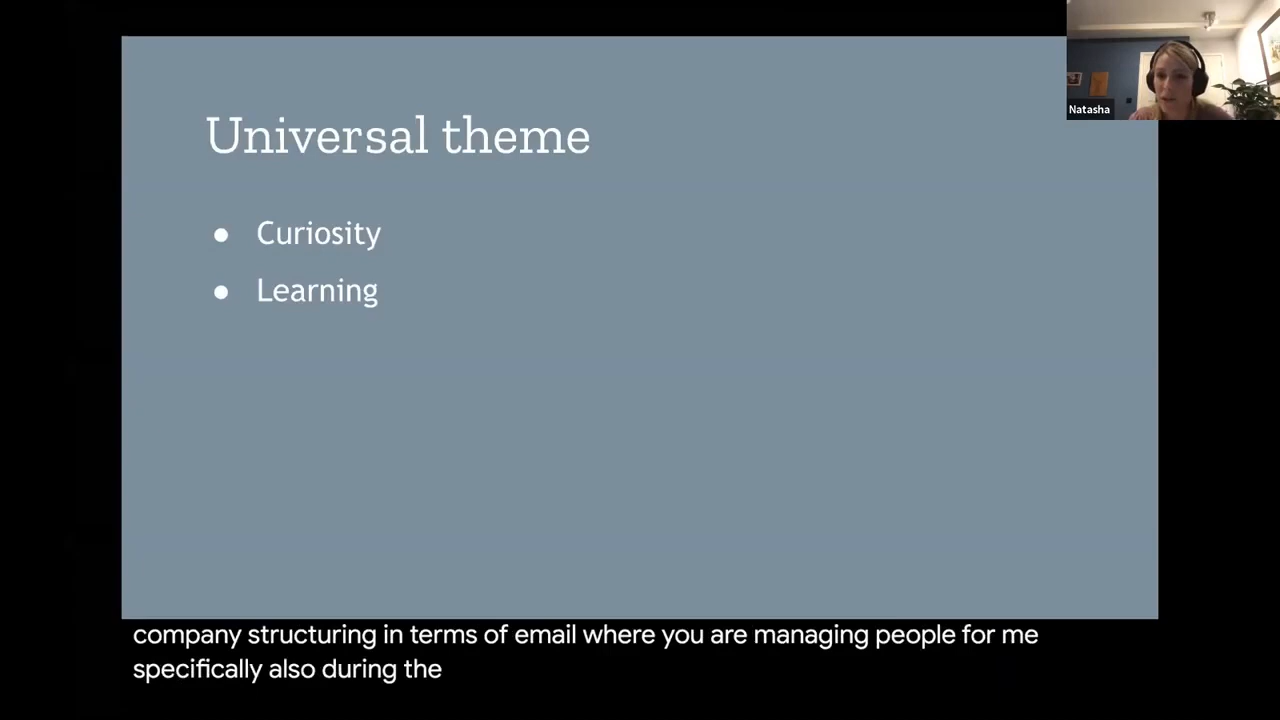 Universal theme
Natasha
● Curiosity
● Learning
company structuring in terms of email where you are managing people for me
specifically also during the